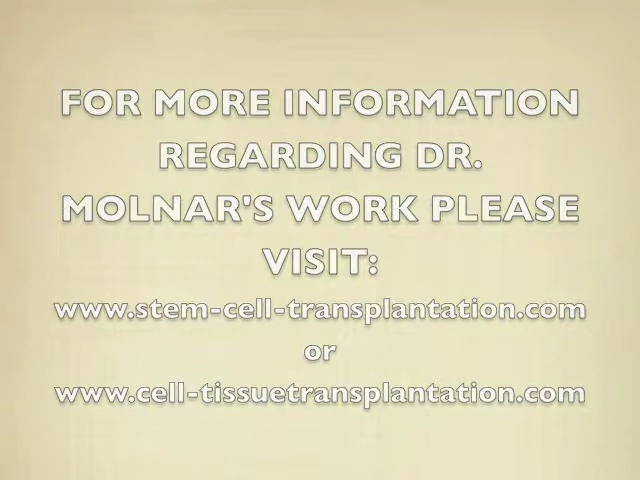 FOR MORE INFORMATION
REGARDING DR.
MOLNAR'S WORK PLEASE
VISIT:
www.stem-cell-transplantation.com
or
www.cell-tissuetransplantation.com